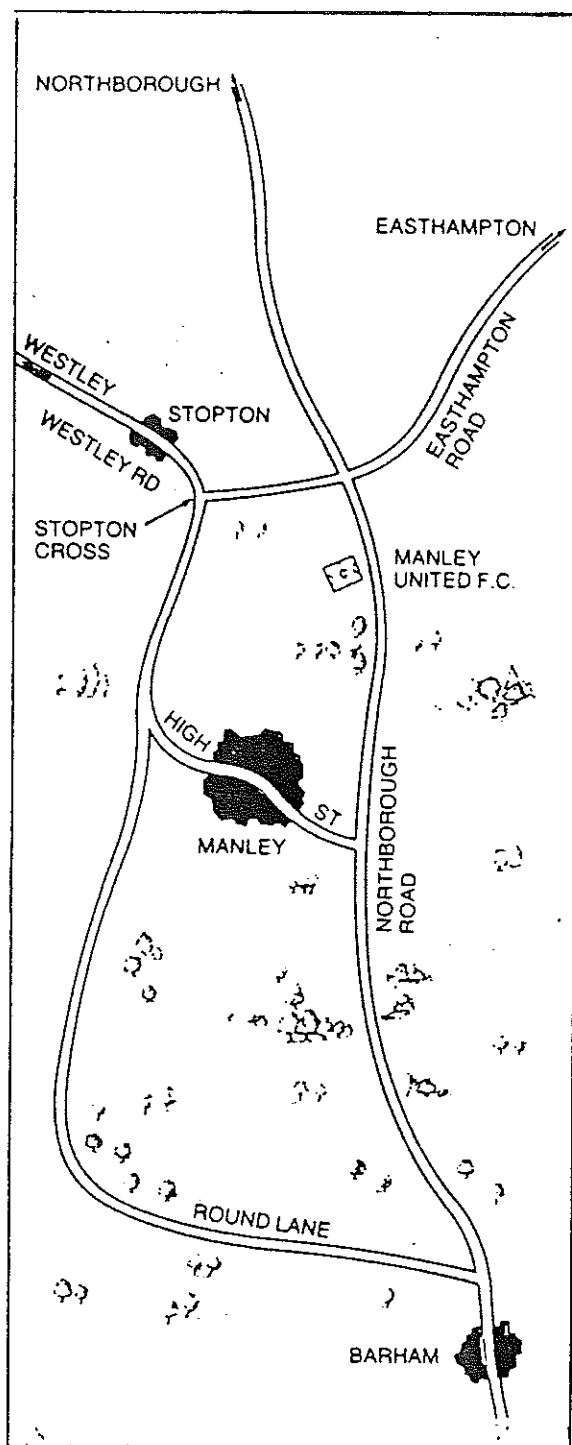 NORTHBOROUGH
EASTHAMPTON
WESTLEY
STOPTON
WESTLEY RD
EASTHAMPTON
ROAD
STOPTON
CROSS
MANLEY
UNITED F.C.
HIGH
ST
MANLEY
NORTHBOROUGH
ROAD
ROUND LANE
BARHAM